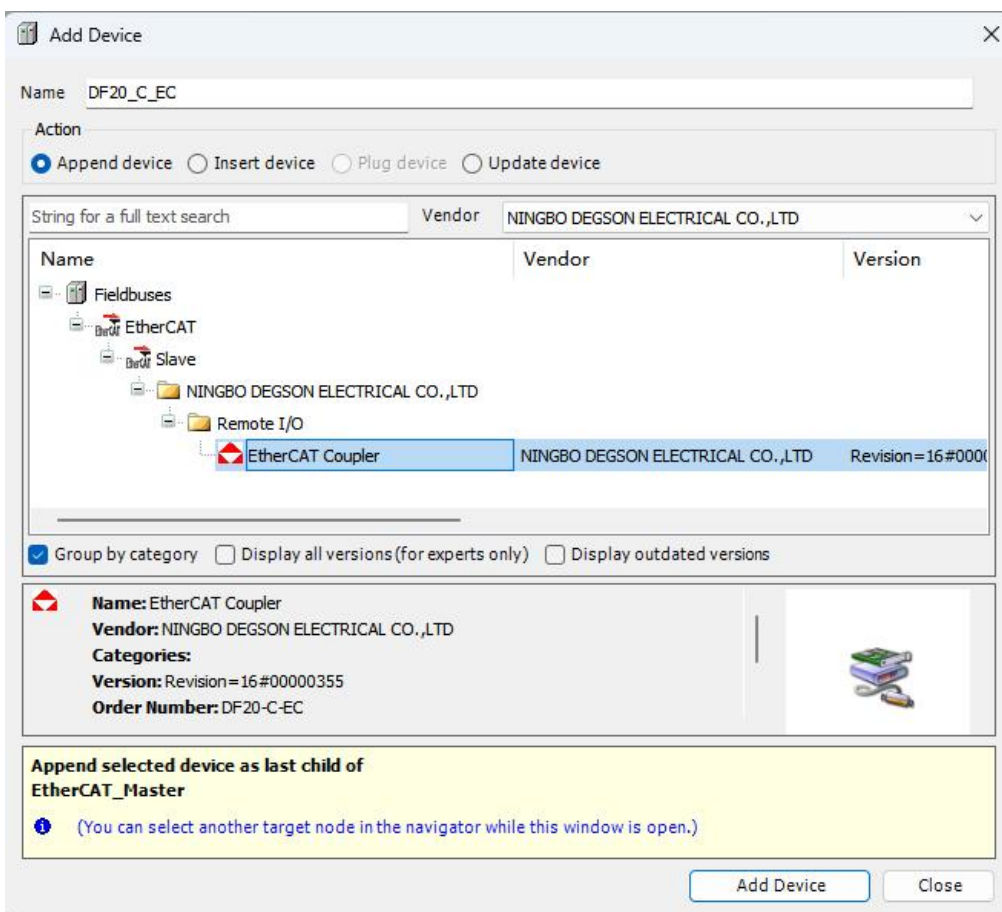 Add Device
Name DF20_C_EC
Action
Append device Insert device Plug device Update device
String for a full text search Vendor NINGBO DEGSON ELECTRICAL CO.,LTD
Name Vendor Version
Fieldbuses
EtherCAT
Slave
NINGBO DEGSON ELECTRICAL CO.,LTD
Remote I/O
EtherCAT Coupler NINGBO DEGSON ELECTRICAL CO.,LTD Revision=16#000
Group by category Display all versions(for experts only) Display outdated versions
Name: EtherCAT Coupler
Vendor: NINGBO DEGSON ELECTRICAL CO.,LTD
Categories:
Version: Revision=16#00000355
Order Number: DF20-C-EC
Append selected device as last child of
EtherCAT_Master
(You can select another target node in the navigator while this window is open.)
Add Device Close